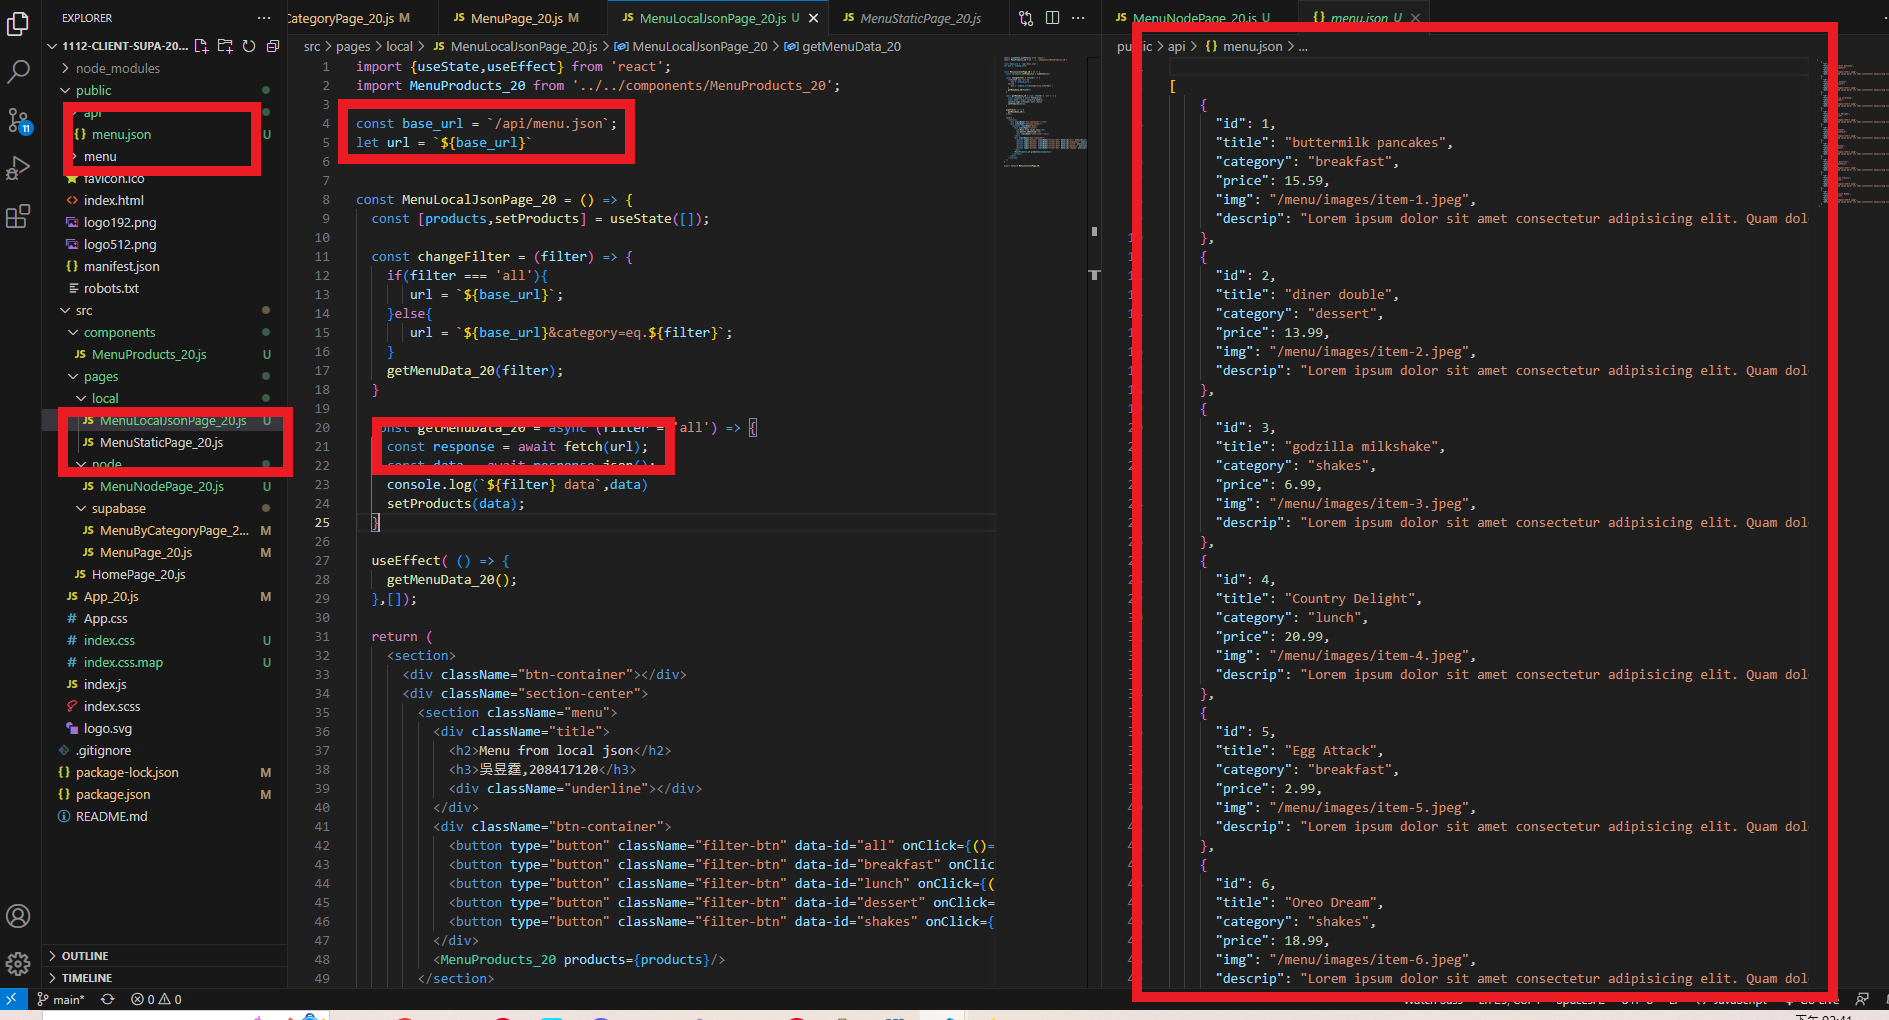 EXPLORER
1112-CLIENT-SUPA-20...
node_modules
public
api
menu.json U
menu
favicon.ico
index.html
logo192.png
logo512.png
manifest.json
robots.txt
src
components
JS MenuProducts_20.js U
pages
local
JS MenuLocalJsonPage_20.js U
JS MenuStaticPage_20.js
node
JS MenuNodePage_20.js U
supabase
JS MenuByCategoryPage_2... M
JS MenuPage_20.js M
JS HomePage_20.js
JS App_20.js M
# App.css
# index.css U
# index.css.map U
JS index.js
index.scss
logo.svg
.gitignore
{} package-lock.json M
{} package.json M
README.md
OUTLINE
TIMELINE
main* 0 0
CategoryPage_20.js M JS MenuPage_20.js M JS MenuLocalJsonPage_20.js U JS MenuStaticPage_20.js
src > pages > local > JS MenuLocalJsonPage_20.js > MenuLocalJsonPage_20 > getMenuData_20
1 import {useState,useEffect} from 'react';
2 import MenuProducts_20 from '../../components/MenuProducts_20';
3
4 const base_url = `/api/menu.json`;
5 let url = `${base_url}`
6
7
8 const MenuLocalJsonPage_20 = () => {
9 const [products,setProducts] = useState([]);
10
11 const changeFilter = (filter) => {
12 if(filter === 'all'){
13 url = `${base_url}`;
14 }else{
15 url = `${base_url}&category=eq.${filter}`;
16 }
17 getMenuData_20(filter);
18 }
19
20 const getMenuData_20 = async (filter = 'all') => {
21 const response = await fetch(url);
22 const data = await response.json();
23 console.log(`${filter} data`,data)
24 setProducts(data);
25 }
26
27 useEffect( () => {
28 getMenuData_20();
29 },[]);
30
31 return (
32 <section>
33 <div className="btn-container"></div>
34 <div className="section-center">
35 <section className="menu">
36 <div className="title">
37 <h2>Menu from local json</h2>
38 <h3>吳昱霆,208417120</h3>
39 <div className="underline"></div>
40 </div>
41 <div className="btn-container">
42 <button type="button" className="filter-btn" data-id="all" onClick={()=
43 <button type="button" className="filter-btn" data-id="breakfast" onClic
44 <button type="button" className="filter-btn" data-id="lunch" onClick={(
45 <button type="button" className="filter-btn" data-id="dessert" onClick=
46 <button type="button" className="filter-btn" data-id="shakes" onClick={
47 </div>
48 <MenuProducts_20 products={products}/>
49 </section>
JS MenuNodePage_20.js U {} menu.json U
public > api > {} menu.json > ...
[
{
"id": 1,
"title": "buttermilk pancakes",
"category": "breakfast",
"price": 15.59,
"img": "/menu/images/item-1.jpeg",
"descrip": "Lorem ipsum dolor sit amet consectetur adipisicing elit. Quam dol
},
{
"id": 2,
"title": "diner double",
"category": "dessert",
"price": 13.99,
"img": "/menu/images/item-2.jpeg",
"descrip": "Lorem ipsum dolor sit amet consectetur adipisicing elit. Quam dol
},
{
"id": 3,
"title": "godzilla milkshake",
"category": "shakes",
"price": 6.99,
"img": "/menu/images/item-3.jpeg",
"descrip": "Lorem ipsum dolor sit amet consectetur adipisicing elit. Quam dol
},
{
"id": 4,
"title": "Country Delight",
"category": "lunch",
"price": 20.99,
"img": "/menu/images/item-4.jpeg",
"descrip": "Lorem ipsum dolor sit amet consectetur adipisicing elit. Quam dol
},
{
"id": 5,
"title": "Egg Attack",
"category": "breakfast",
"price": 2.99,
"img": "/menu/images/item-5.jpeg",
"descrip": "Lorem ipsum dolor sit amet consectetur adipisicing elit. Quam dol
},
{
"id": 6,
"title": "Oreo Dream",
"category": "shakes",
"price": 18.99,
"img": "/menu/images/item-6.jpeg",
"descrip": "Lorem ipsum dolor sit amet consectetur adipisicing elit. Quam dol